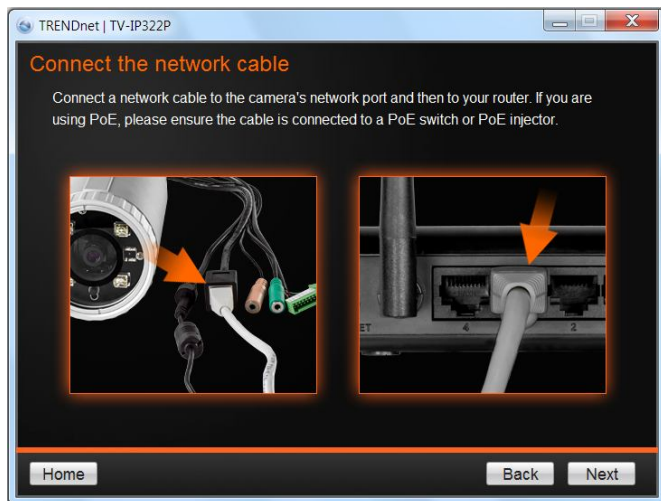 TRENDnet | TV-IP322P
Connect the network cable
Connect a network cable to the camera's network port and then to your router. If you are
using PoE, please ensure the cable is connected to a PoE switch or PoE injector.
ET
4
2
Home
Back
Next